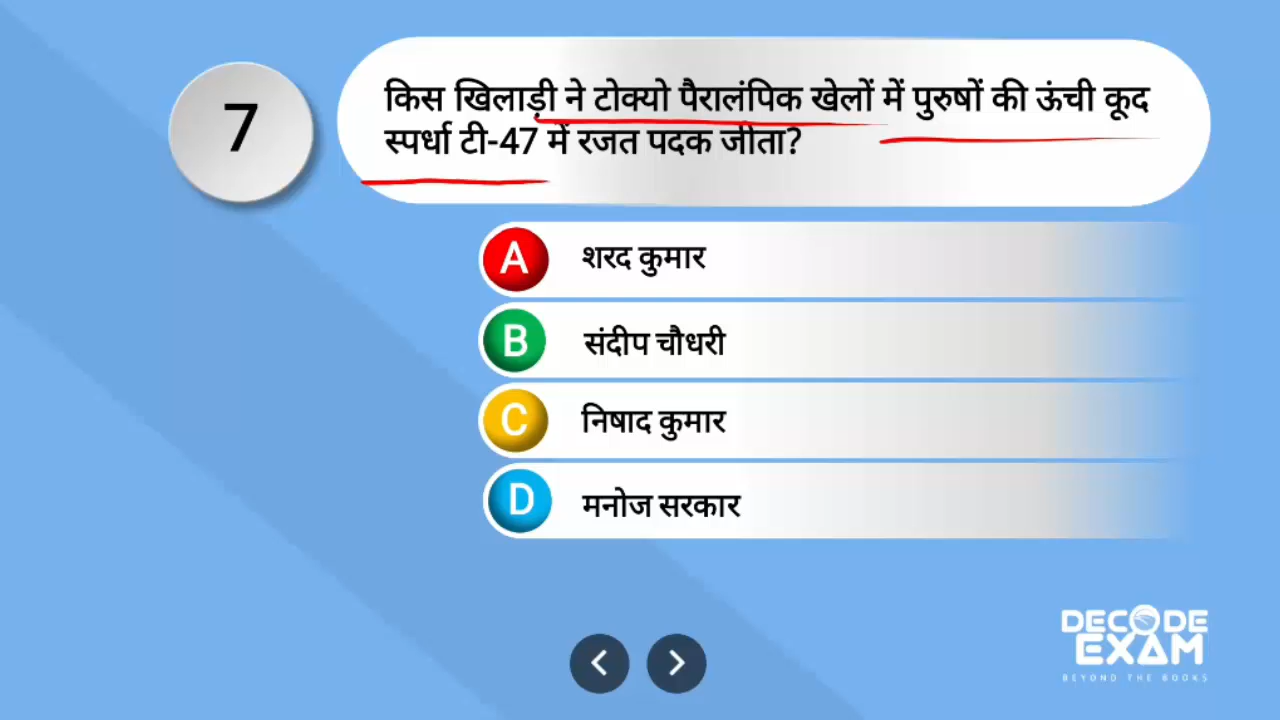 7
किस खिलाड़ी ने टोक्यो पैरालंपिक खेलों में पुरुषों की ऊंची कूद
स्पर्धा टी-47 में रजत पदक जीता?
A शरद कुमार
B संदीप चौधरी
C निषाद कुमार
D मनोज सरकार
DECODE
EXAM
BEYOND THE BOOKS